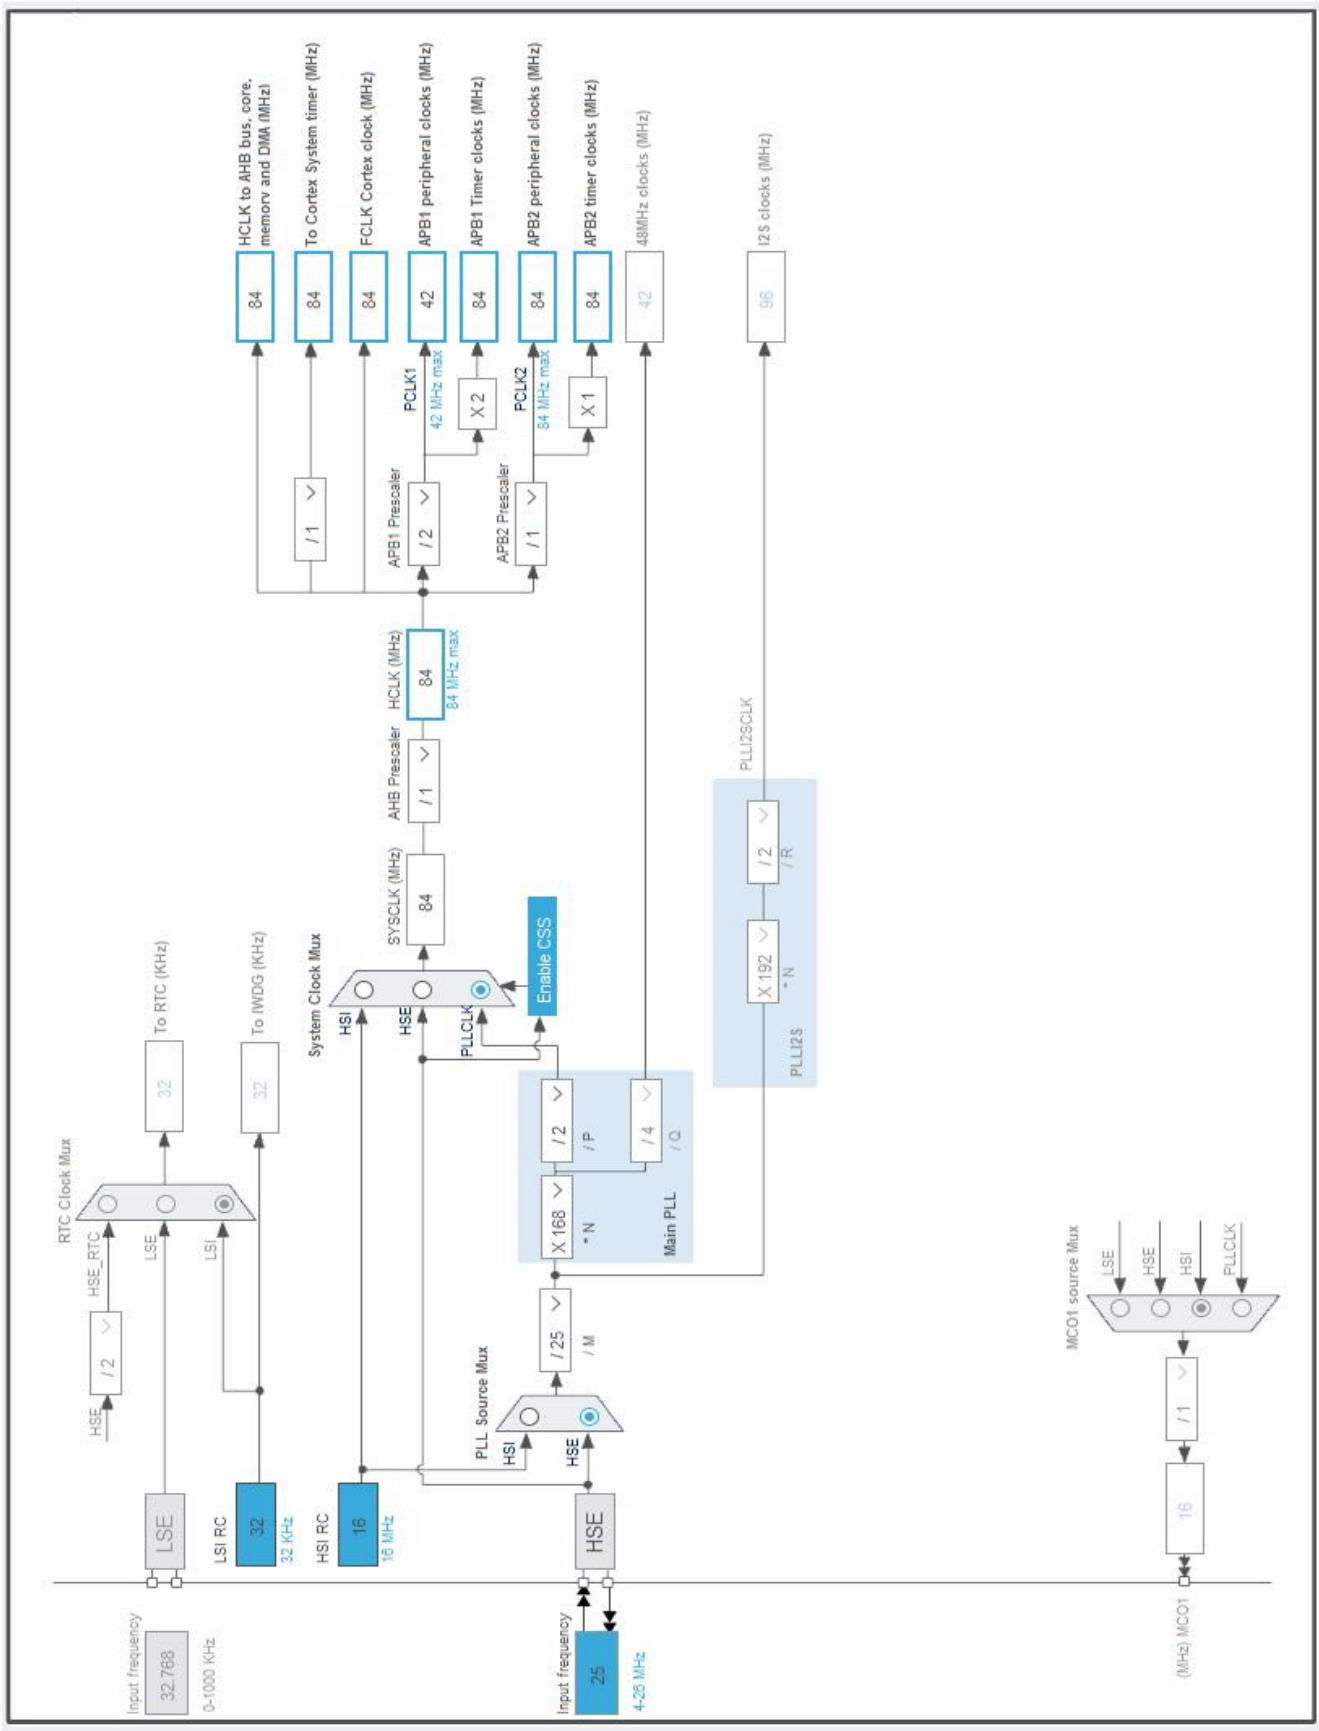 RTC Clock Mux
HSE
/ 2
HSE_RTC
Input frequency
32.768
0-1000 KHz
LSE
LSE
32
To RTC (KHz)
LSI RC
32
32 KHz
LSI
32
To IWDG (KHz)
HSI RC
16
16 MHz
System Clock Mux
HSI
HSE
PLLCLK
Enable CSS
SYSCLK (MHz)
84
AHB Prescaler
/ 1
HCLK (MHz)
84
84 MHz max
84
HCLK to AHB bus, core,
memory and DMA (MHz)
/ 1
84
To Cortex System timer (MHz)
84
FCLK Cortex clock (MHz)
APB1 Prescaler
/ 2
PCLK1
42 MHz max
42
APB1 peripheral clocks (MHz)
X 2
84
APB1 Timer clocks (MHz)
APB2 Prescaler
/ 1
PCLK2
84 MHz max
84
APB2 peripheral clocks (MHz)
X 1
84
APB2 timer clocks (MHz)
42
48MHz clocks (MHz)
Input frequency
25
4-26 MHz
HSE
PLL Source Mux
HSI
HSE
/ 25
/ M
X 168
* N
/ 2
/ P
/ 4
/ Q
Main PLL
X 192
* N
/ 2
/ R
PLLI2S
PLLI2SCLK
96
I2S clocks (MHz)
MCO1 source Mux
LSE
HSE
HSI
PLLCLK
/ 1
16
(MHz) MCO1